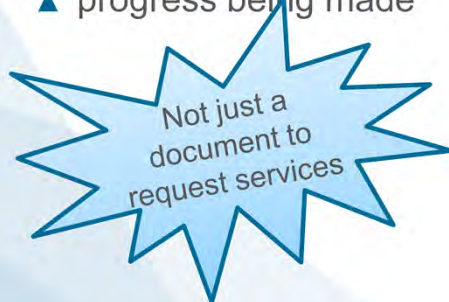 ▲ progress being made
Not just a
document to
request services